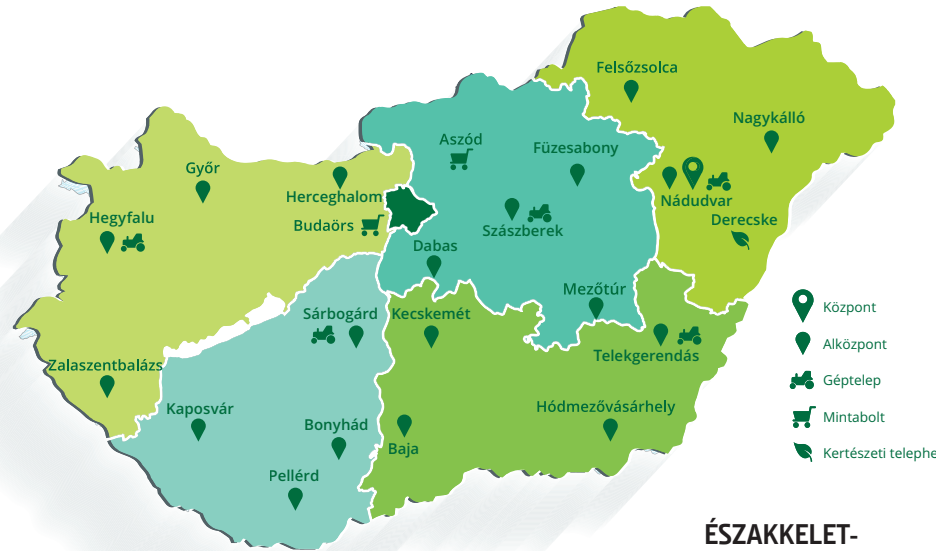 Felsőzsolca
Nagykálló
Aszód
Füzesabony
Győr
Herceghalom
Nádudvar
Hegyfalu
Budaörs
Szászberek
Derecske
Dabas
Mezőtúr
Sárbogárd
Kecskemét
Telekgerendás
Zalaszentbalázs
Kaposvár
Bonyhád
Hódmezővásárhely
Baja
Pellérd
Központ
Alközpont
Géptelep
Mintabolt
Kertészeti telephe
ÉSZAKKELET-